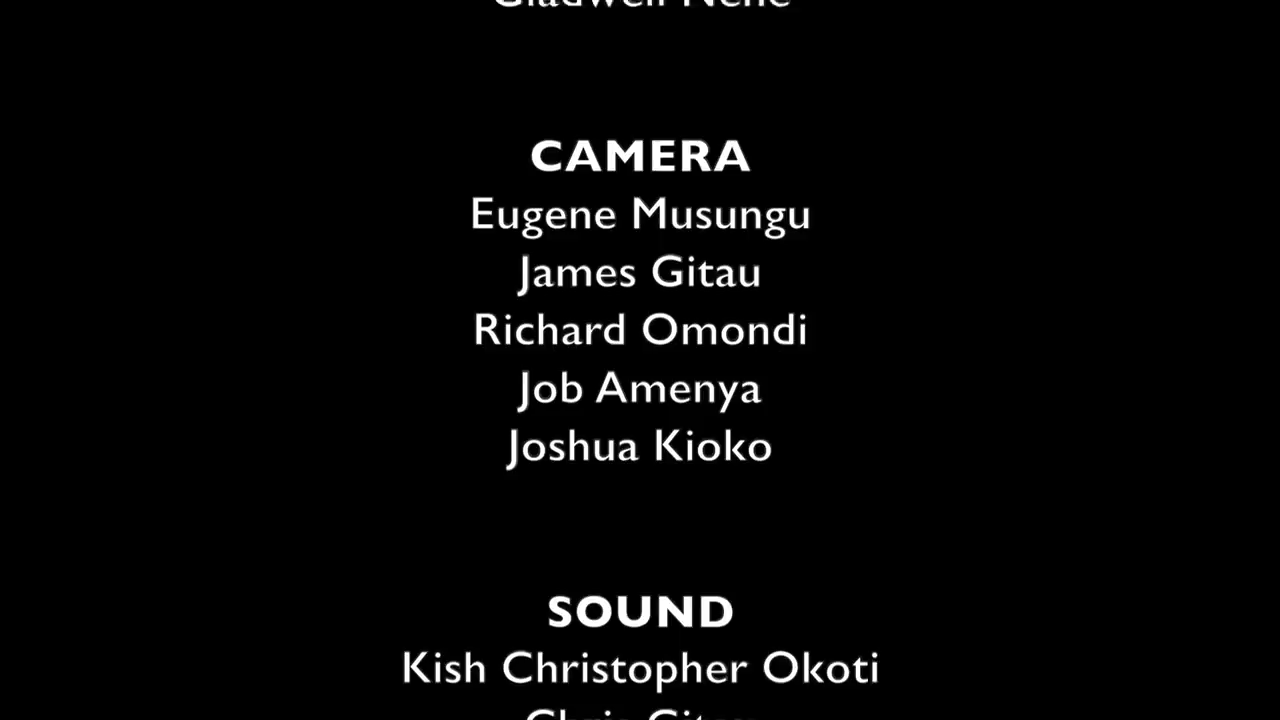 CAMERA
Eugene Musungu
James Gitau
Richard Omondi
Job Amenya
Joshua Kioko
SOUND
Kish Christopher Okoti